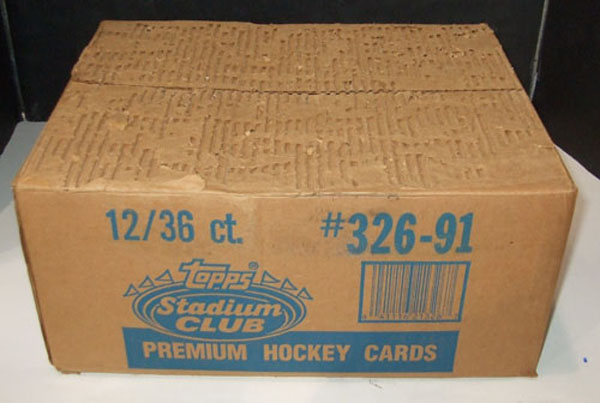 12/36 ct. #326-91
Topps®
Stadium
CLUB
PREMIUM HOCKEY CARDS